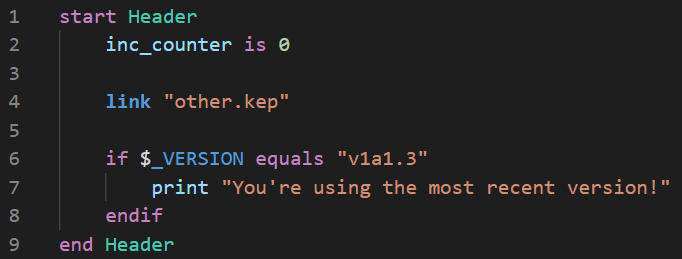 1 start Header
2     inc_counter is 0
3
4     link "other.kep"
5
6     if $_VERSION equals "v1a1.3"
7         print "You're using the most recent version!"
8     endif
9 end Header